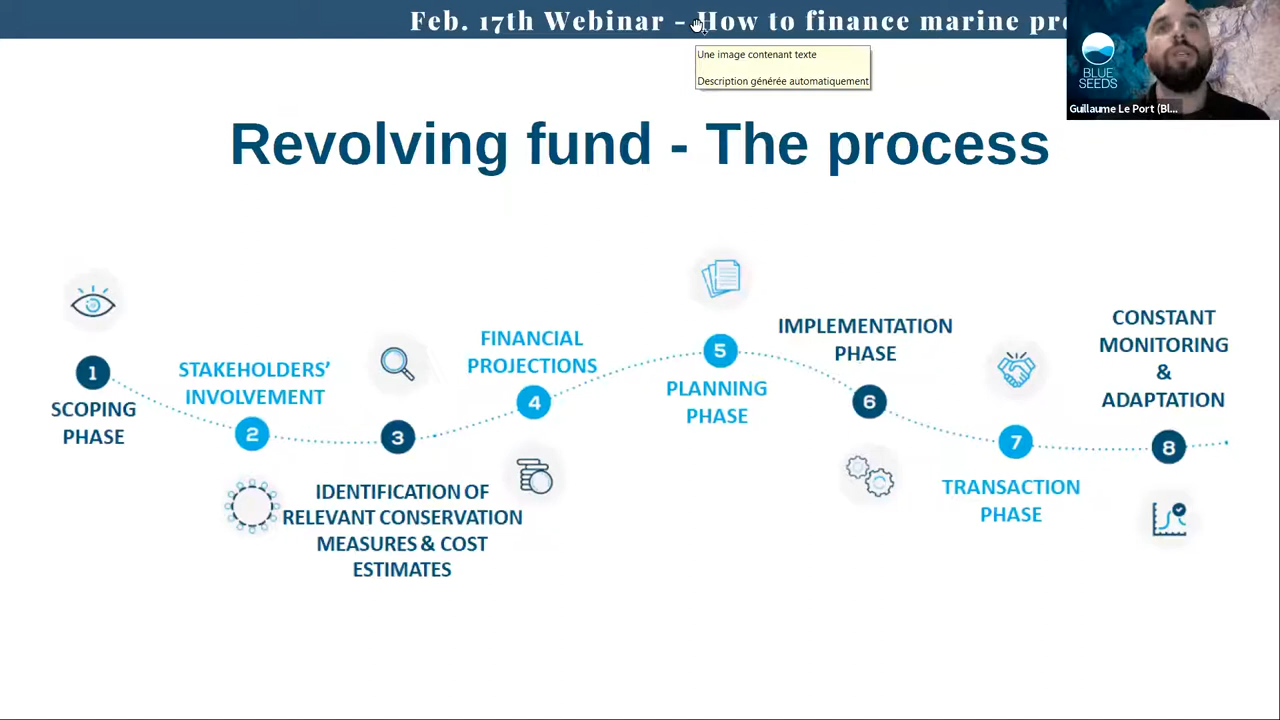 Feb. 17th Webinar - How to finance marine
Une image contenant texte
Description générée automatiquement
BLUE
SEEDS
Guillaume Le Port (Bl...
Revolving fund - The process
1
SCOPING
PHASE
STAKEHOLDERS'
INVOLVEMENT
2
3
IDENTIFICATION OF
RELEVANT CONSERVATION
MEASURES & COST
ESTIMATES
FINANCIAL
PROJECTIONS
4
5
PLANNING
PHASE
IMPLEMENTATION
PHASE
6
7
TRANSACTION
PHASE
CONSTANT
MONITORING
&
ADAPTATION
8